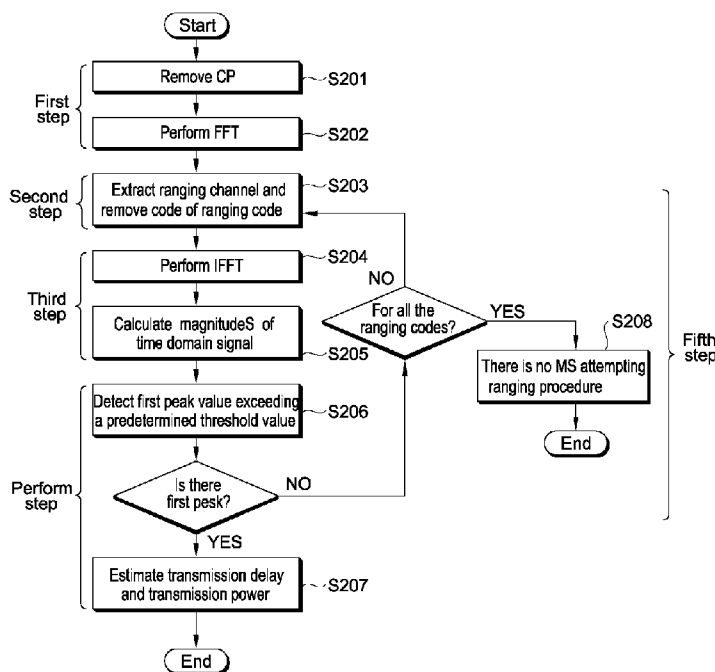 Start
First
step
Remove CP
S201
Perform FFT
S202
Second
step
Extract ranging channel and
remove code of ranging code
S203
Third
step
Perform IFFT
S204
Calculate magnitudeS of
time domain signal
S205
Perform
step
Detect first peak value exceeding
a predetermined threshold value
S206
Is there
first pesk?
NO
YES
Estimate transmission delay
and transmission power
S207
End
NO
For all the
ranging codes?
YES
S208
There is no MS attempting
ranging procedure
End
Fifth
step